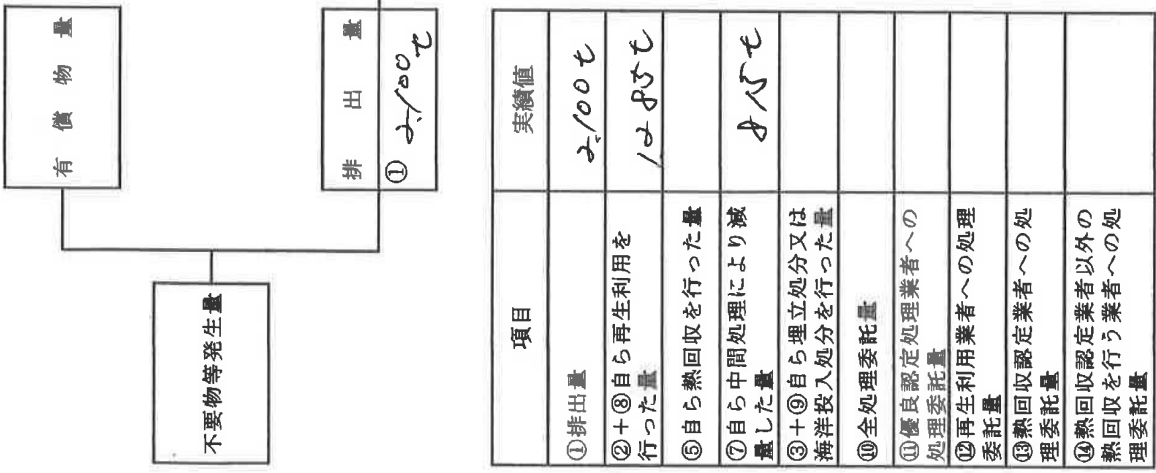 不要物等発生量
有償物量
排出量
① 2,100t
項目 実績値
①排出量 2,100t
②+⑧自ら再生利用を
行った量 1285t
⑤自ら熱回収を行った量
⑦自ら中間処理により減
量した量 815t
③+⑨自ら埋立処分又は
海洋投入処分を行った量
⑩全処理委託量
⑪優良認定処理業者への
処理委託量
⑫再生利用業者への処理
委託量
⑬熱回収認定業者への処
理委託量
⑭熱回収認定業者以外の
熱回収を行う業者への処
理委託量